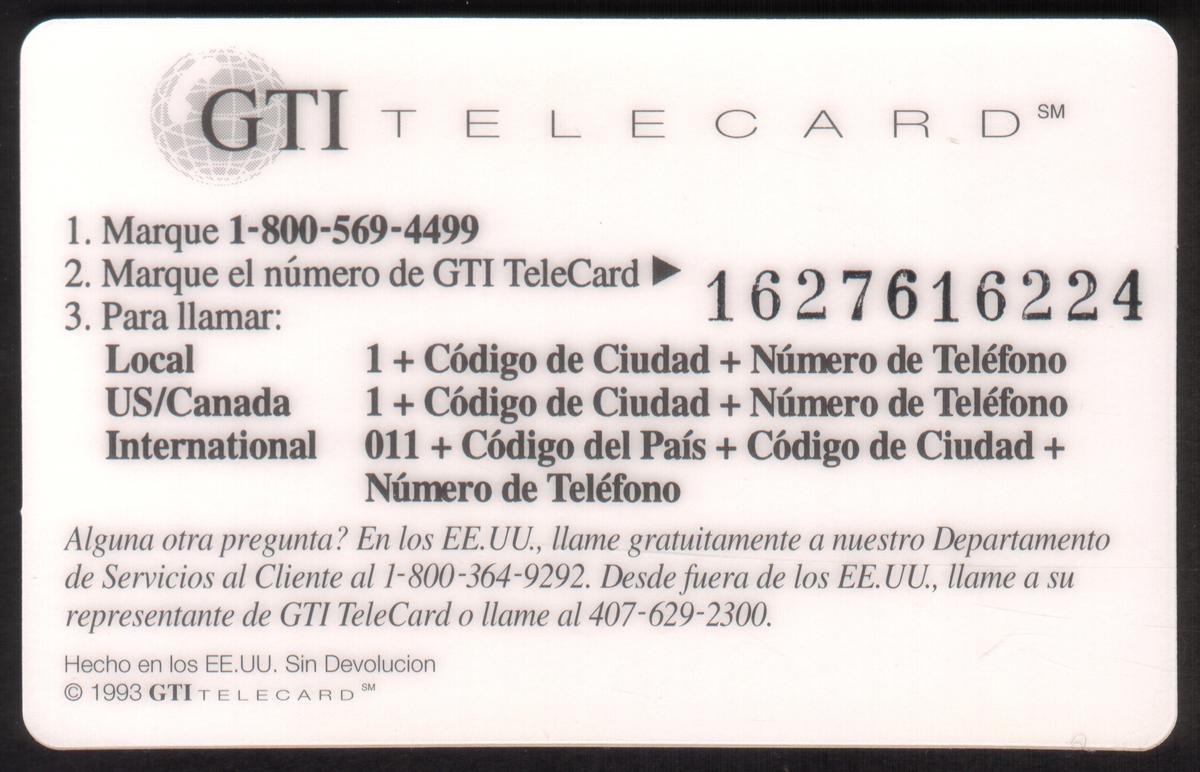 GTI TELECARD SM
1. Marque 1-800-569-4499
2. Marque el número de GTI TeleCard ▶ 1627616224
3. Para llamar:
Local 1 + Código de Ciudad + Número de Teléfono
US/Canada 1 + Código de Ciudad + Número de Teléfono
International 011 + Código del País + Código de Ciudad +
Número de Teléfono
Alguna otra pregunta? En los EE.UU., llame gratuitamente a nuestro Departamento
de Servicios al Cliente al 1-800-364-9292. Desde fuera de los EE.UU., llame a su
representante de GTI TeleCard o llame al 407-629-2300.
Hecho en los EE.UU. Sin Devolucion
© 1993 GTI TELECARD SM